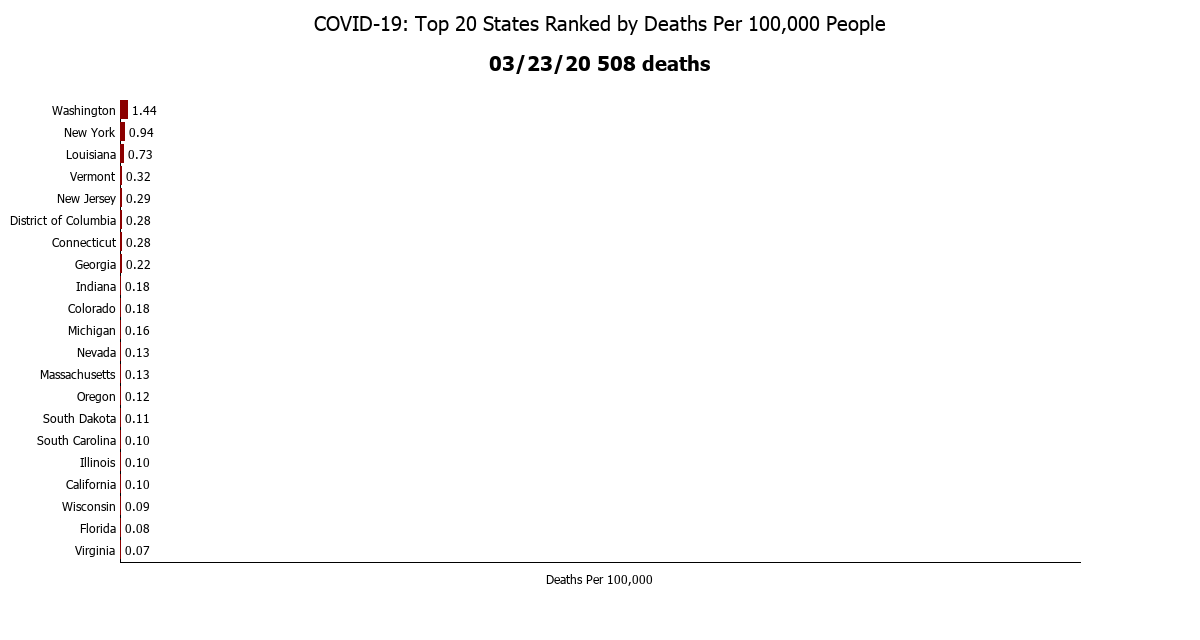 COVID-19: Top 20 States Ranked by Deaths Per 100,000 People
03/23/20 508 deaths
Washington 1.44
New York 0.94
Louisiana 0.73
Vermont 0.32
New Jersey 0.29
District of Columbia 0.28
Connecticut 0.28
Georgia 0.22
Indiana 0.18
Colorado 0.18
Michigan 0.16
Nevada 0.13
Massachusetts 0.13
Oregon 0.12
South Dakota 0.11
South Carolina 0.10
Illinois 0.10
California 0.10
Wisconsin 0.09
Florida 0.08
Virginia 0.07
Deaths Per 100,000